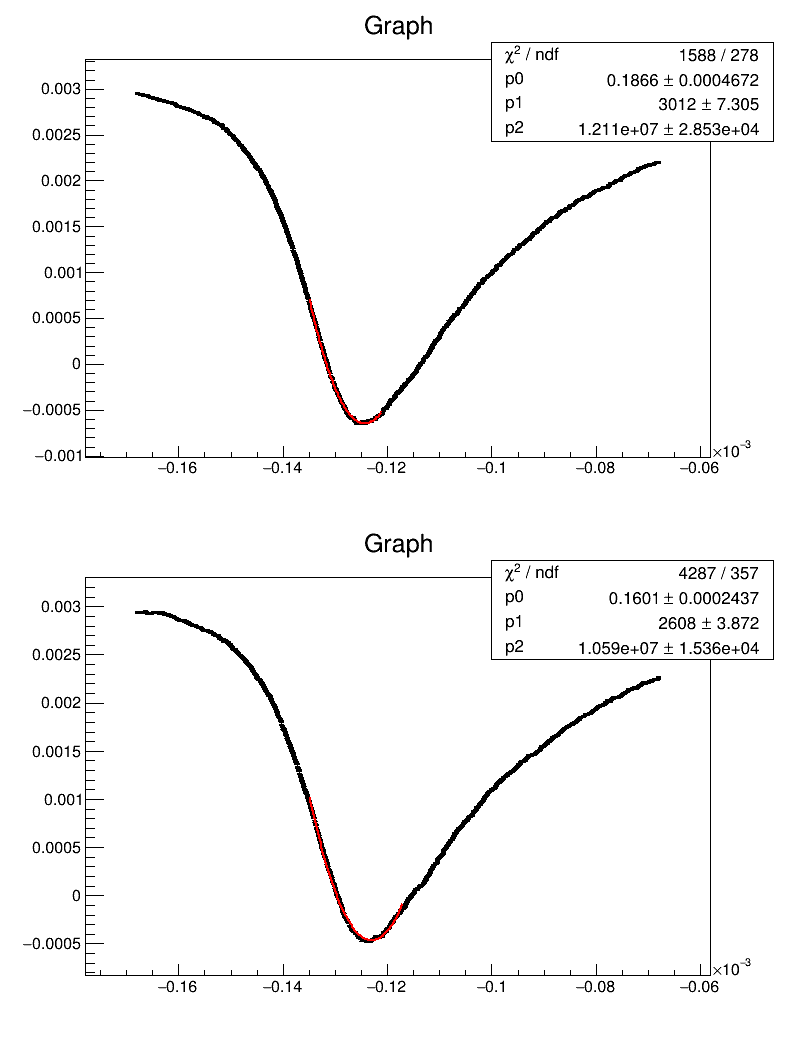 Graph
χ² / ndf 1588 / 278
p0 0.1866 ± 0.0004672
p1 3012 ± 7.305
p2 1.211e+07 ± 2.853e+04
0.003
0.0025
0.002
0.0015
0.001
0.0005
0
−0.0005
−0.001
−0.16 −0.14 −0.12 −0.1 −0.08 −0.06
×10⁻³
Graph
χ² / ndf 4287 / 357
p0 0.1601 ± 0.0002437
p1 2608 ± 3.872
p2 1.059e+07 ± 1.536e+04
0.003
0.0025
0.002
0.0015
0.001
0.0005
0
−0.0005
−0.16 −0.14 −0.12 −0.1 −0.08 −0.06
×10⁻³